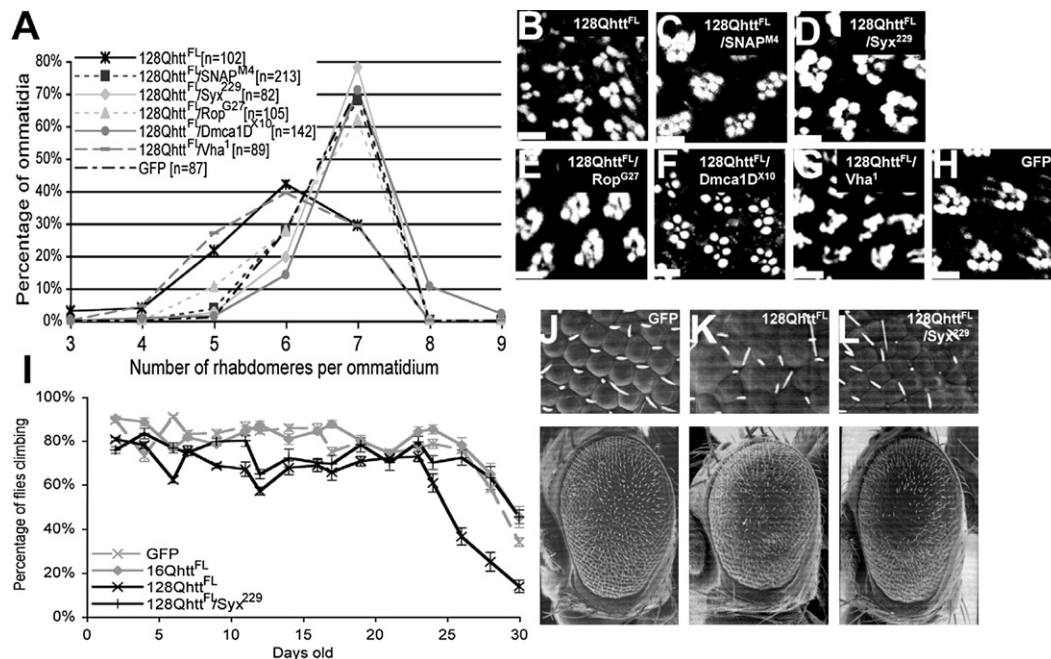 A
128Qhtt^FL [n=102]
128Qhtt^FL/SNAP^M4 [n=213]
128Qhtt^FL/Syx^229 [n=82]
128Qhtt^FL/Rop^G27 [n=105]
128Qhtt^FL/Dmca1D^X10 [n=142]
128Qhtt^FL/Vha^1 [n=89]
GFP [n=87]
Percentage of ommatidia
80%
70%
60%
50%
40%
30%
20%
10%
0%
3 4 5 6 7 8 9
Number of rhabdomeres per ommatidium
B 128Qhtt^FL
C 128Qhtt^FL
/SNAP^M4
D 128Qhtt^FL
/Syx^229
E 128Qhtt^FL/
Rop^G27
F 128Qhtt^FL/
Dmca1D^X10
G 128Qhtt^FL/
Vha^1
H GFP
I
Percentage of flies climbing
100%
80%
60%
40%
20%
0%
GFP
16Qhtt^FL
128Qhtt^FL
128Qhtt^FL/Syx^229
0 5 10 15 20 25 30
Days old
J GFP
K 128Qhtt^FL
L 128Qhtt^FL
/Syx^229